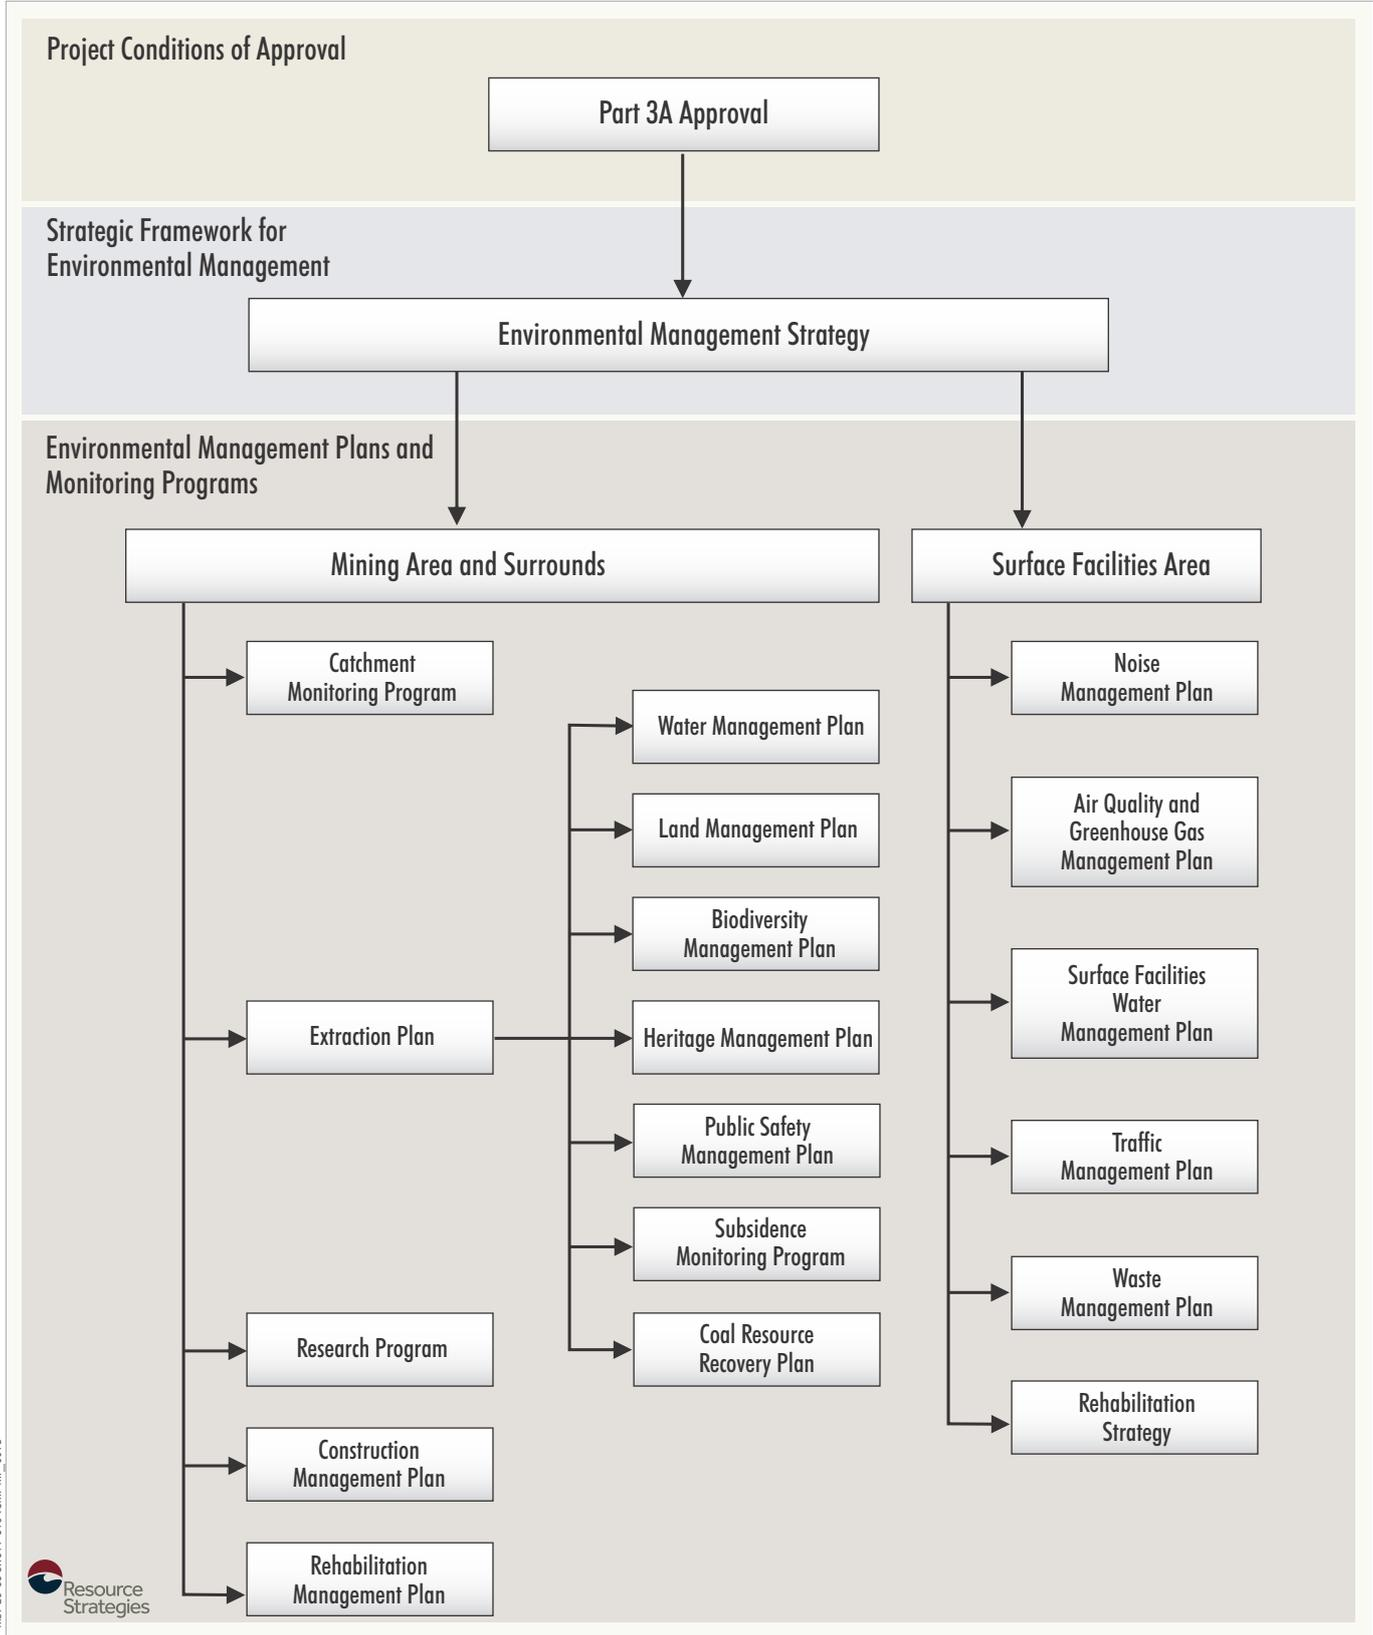 Project Conditions of Approval
Part 3A Approval
Strategic Framework for
Environmental Management
Environmental Management Strategy
Environmental Management Plans and
Monitoring Programs
Mining Area and Surrounds
Catchment
Monitoring Program
Extraction Plan
Water Management Plan
Land Management Plan
Biodiversity
Management Plan
Heritage Management Plan
Public Safety
Management Plan
Subsidence
Monitoring Program
Coal Resource
Recovery Plan
Research Program
Construction
Management Plan
Rehabilitation
Management Plan
Surface Facilities Area
Noise
Management Plan
Air Quality and
Greenhouse Gas
Management Plan
Surface Facilities
Water
Management Plan
Traffic
Management Plan
Waste
Management Plan
Rehabilitation
Strategy
Resource
Strategies